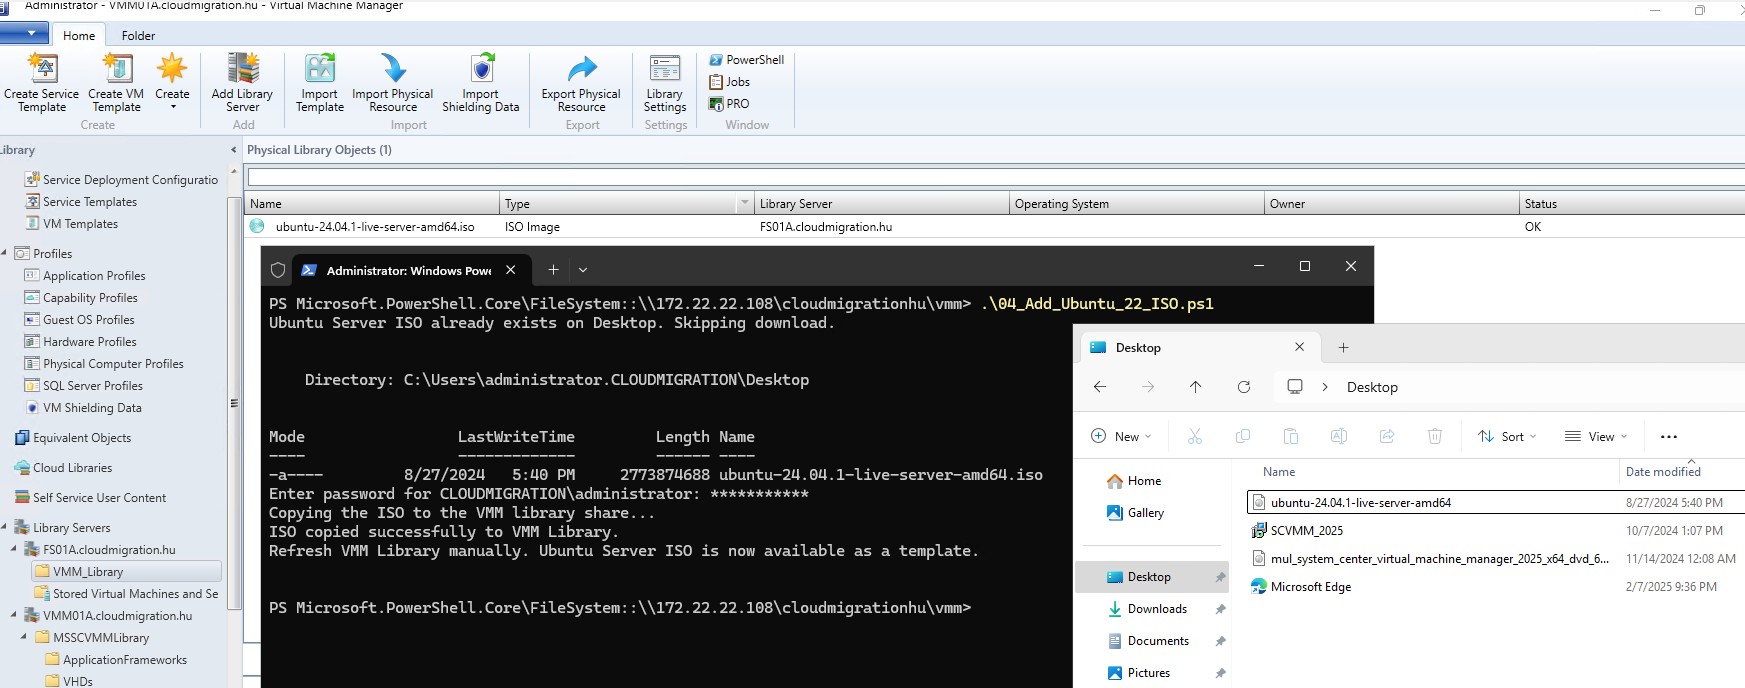 Administrator - VMM01A.cloudmigration.hu - Virtual Machine Manager
Home Folder
Create Service Template
Create VM Template
Create
Add Library Server
Import Template
Import Physical Resource
Import Shielding Data
Export Physical Resource
Library Settings
PowerShell
Jobs
PRO
Create Add Import Export Settings Window
Library
Service Deployment Configuratio
Service Templates
VM Templates
Profiles
Application Profiles
Capability Profiles
Guest OS Profiles
Hardware Profiles
Physical Computer Profiles
SQL Server Profiles
VM Shielding Data
Equivalent Objects
Cloud Libraries
Self Service User Content
Library Servers
FS01A.cloudmigration.hu
VMM_Library
Stored Virtual Machines and Se
VMM01A.cloudmigration.hu
MSSCVMMLibrary
ApplicationFrameworks
VHDs
Physical Library Objects (1)
Name Type Library Server Operating System Owner Status
ubuntu-24.04.1-live-server-amd64.iso ISO Image FS01A.cloudmigration.hu OK
Administrator: Windows Powe
PS Microsoft.PowerShell.Core\FileSystem::\\172.22.22.108\cloudmigrationhu\vmm> .\04_Add_Ubuntu_22_ISO.ps1
Ubuntu Server ISO already exists on Desktop. Skipping download.
Directory: C:\Users\administrator.CLOUDMIGRATION\Desktop
Mode LastWriteTime Length Name
---- ------------- ------ ----
-a---- 8/27/2024 5:40 PM 2773874688 ubuntu-24.04.1-live-server-amd64.iso
Enter password for CLOUDMIGRATION\administrator: ***********
Copying the ISO to the VMM library share...
ISO copied successfully to VMM Library.
Refresh VMM Library manually. Ubuntu Server ISO is now available as a template.
PS Microsoft.PowerShell.Core\FileSystem::\\172.22.22.108\cloudmigrationhu\vmm>
Desktop
Desktop
New Sort View
Home
Gallery
Desktop
Downloads
Documents
Pictures
Name Date modified
ubuntu-24.04.1-live-server-amd64 8/27/2024 5:40 PM
SCVMM_2025 10/7/2024 1:07 PM
mul_system_center_virtual_machine_manager_2025_x64_dvd_6... 11/14/2024 12:08 AM
Microsoft Edge 2/7/2025 9:36 PM